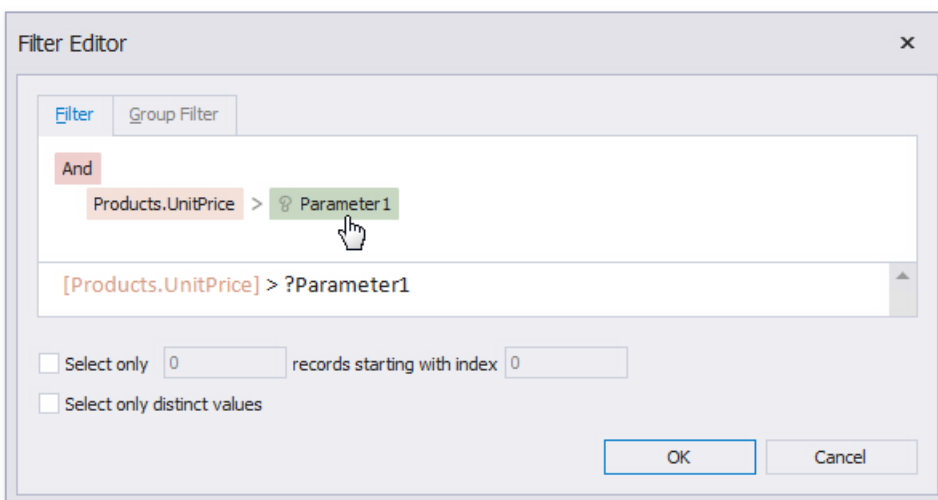 Filter Editor
Filter Group Filter
And
Products.UnitPrice > Parameter1
[Products.UnitPrice] > ?Parameter1
Select only 0 records starting with index 0
Select only distinct values
OK Cancel